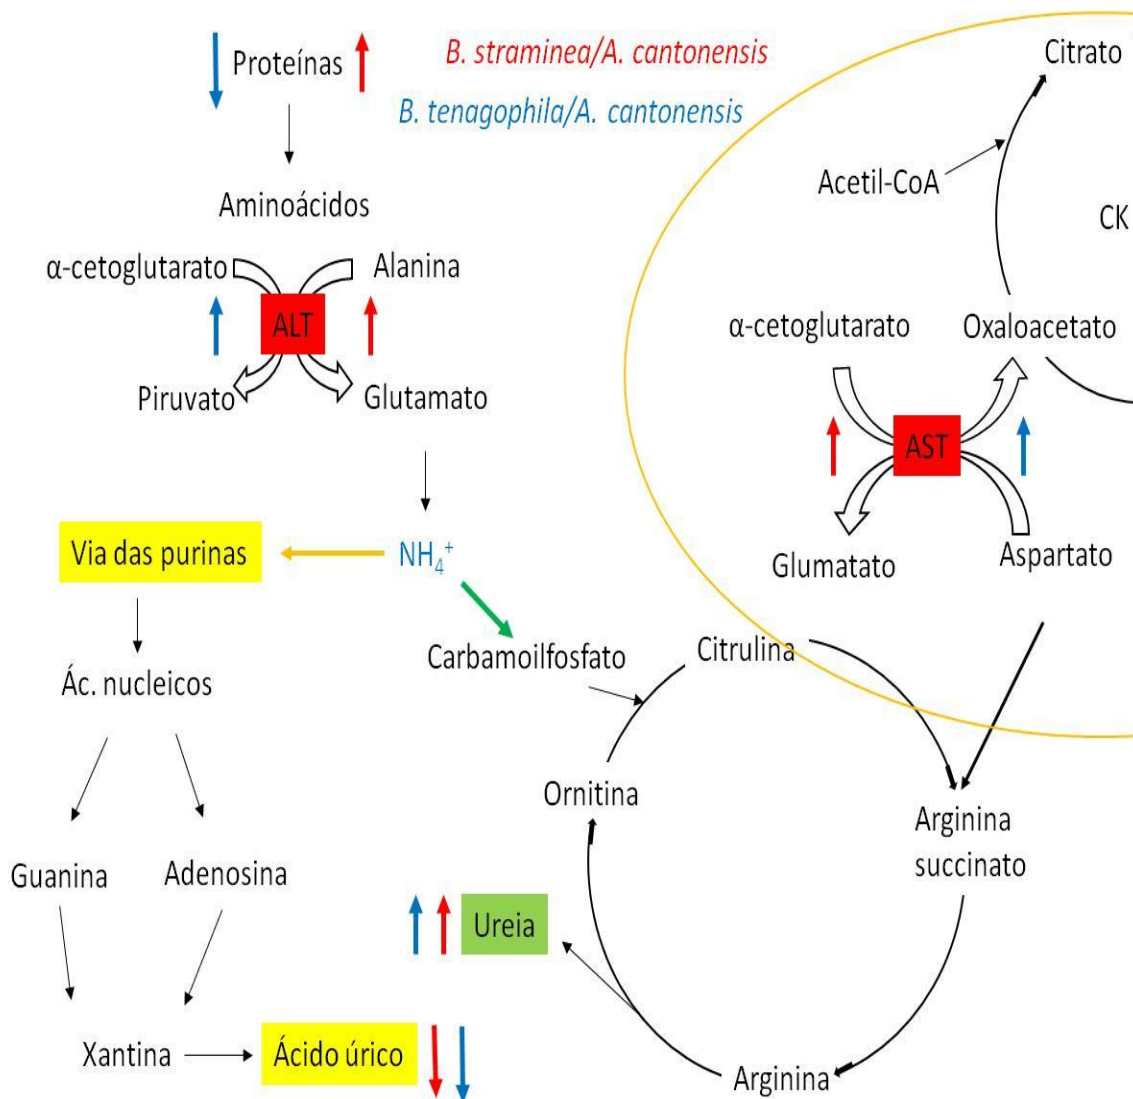 Proteínas
B. straminea/A. cantonensis
B. tenagophila/A. cantonensis
Citrato
Acetil-CoA
CK
Aminoácidos
α-cetoglutarato
Alanina
ALT
Piruvato
Glutamato
α-cetoglutarato
Oxaloacetato
AST
Glumatato
Aspartato
Via das purinas
NH₄⁺
Carbamoilfosfato
Citrulina
Ác. nucleicos
Ornitina
Arginina
succinato
Guanina
Adenosina
Ureia
Xantina
Ácido úrico
Arginina